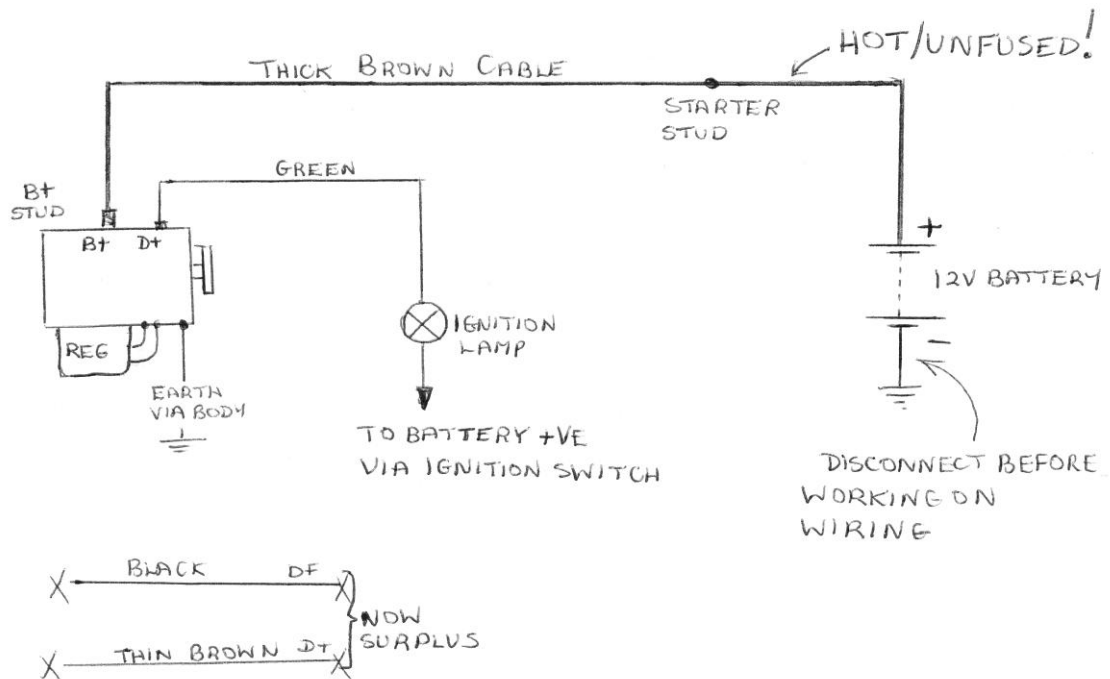 HOT/UNFUSED!
THICK BROWN CABLE
STARTER
STUD
GREEN
B+
STUD
B+ D+
+
12V BATTERY
REG
IGNITION
LAMP
−
EARTH
VIA BODY
TO BATTERY +VE
VIA IGNITION SWITCH
DISCONNECT BEFORE
WORKING ON
WIRING
BLACK DF
NOW
SURPLUS
THIN BROWN D+